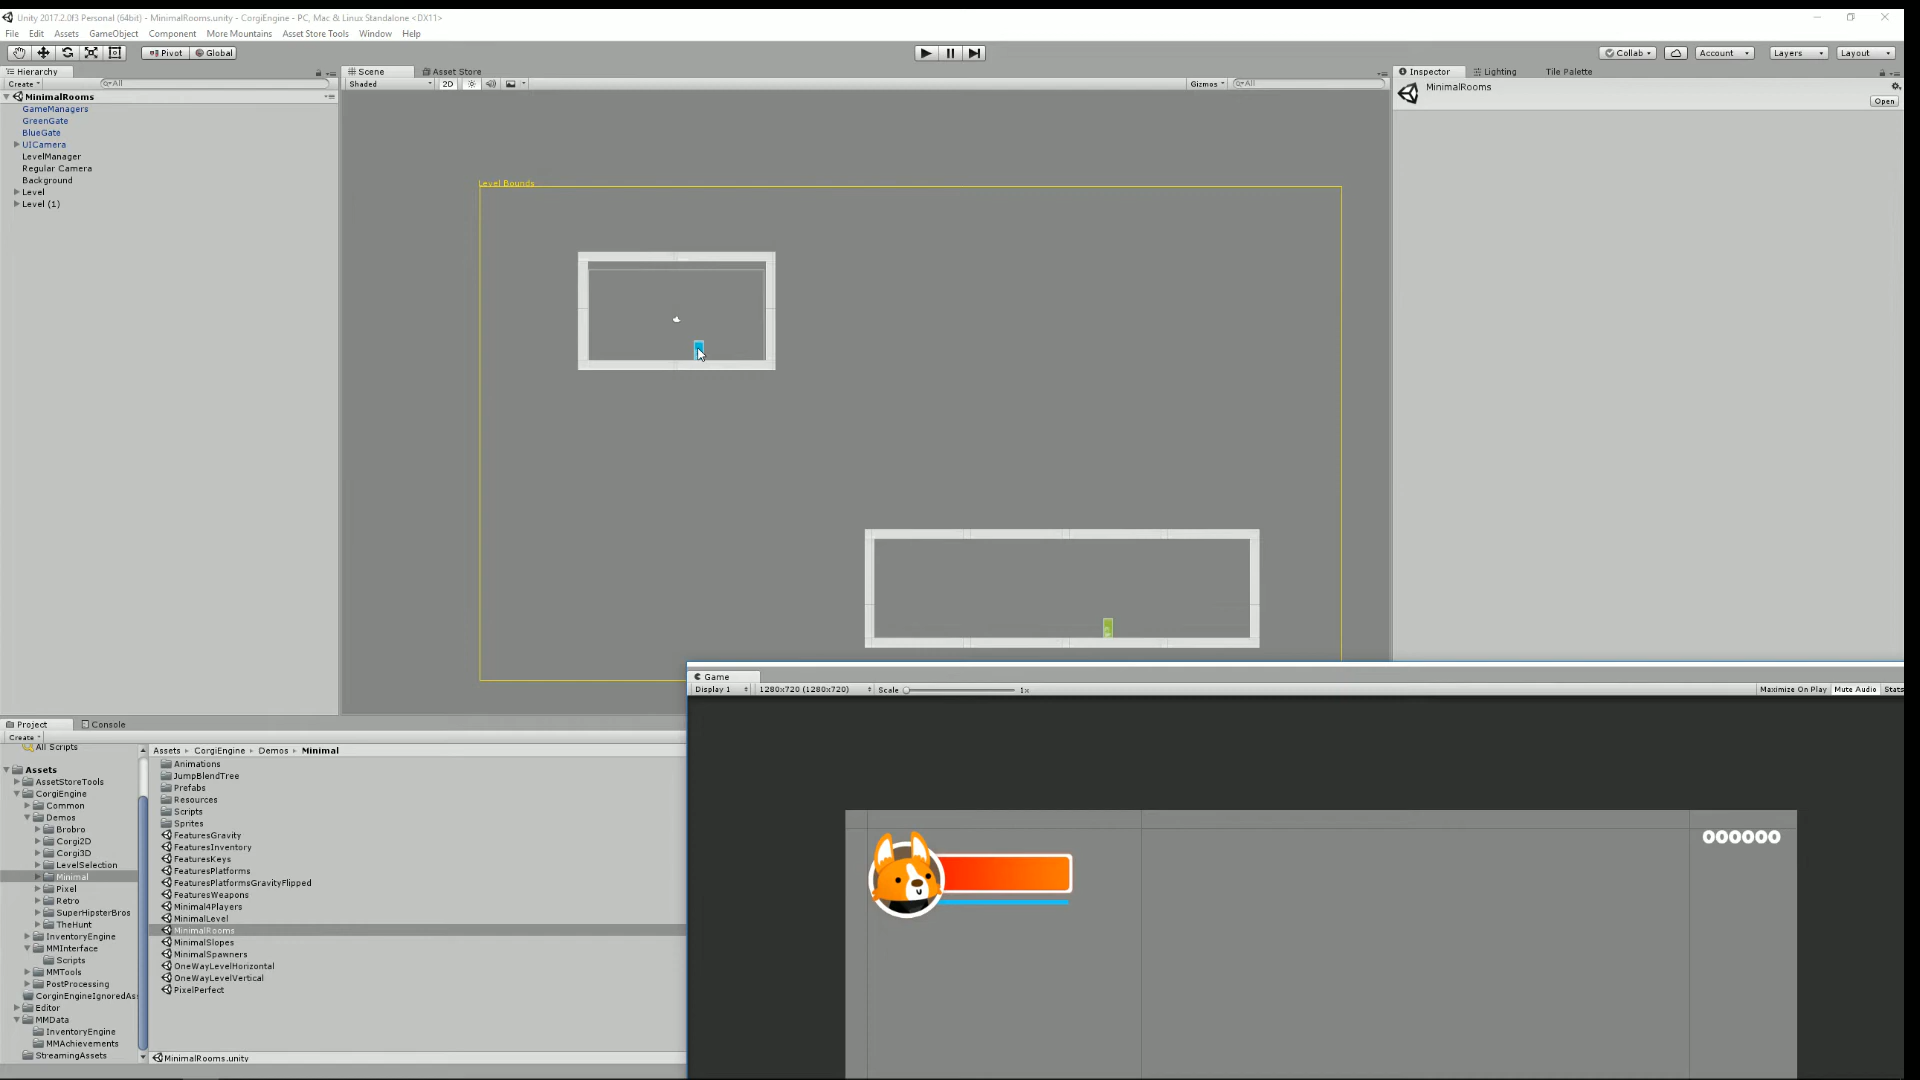 Unity 2017.2.0f3 Personal (64bit) - MinimalRooms.unity - CorgiEngine - PC, Mac & Linux Standalone <DX11>
File Edit Assets GameObject Component More Mountains Asset Store Tools Window Help
Pivot Global Collab Account Layers Layout
Hierarchy
Create All
MinimalRooms
GameManagers
GreenGate
BlueGate
UICamera
LevelManager
Regular Camera
Background
Level
Level (1)
Scene Asset Store
Shaded 2D Gizmos All
Level Bounds
Inspector Lighting Tile Palette
MinimalRooms
Open
Game
Display 1 1280x720 (1280x720) Scale 1x Maximize On Play Mute Audio Stats
000000
Project Console
Create
All Scripts
Assets
AssetStoreTools
CorgiEngine
Common
Demos
Brobro
Corgi2D
Corgi3D
LevelSelection
Minimal
Pixel
Retro
SuperHipsterBros
TheHunt
InventoryEngine
MMInterface
Scripts
MMTools
PostProcessing
CorginEngineIgnoredAss
Editor
MMData
InventoryEngine
MMAchievements
StreamingAssets
Assets CorgiEngine Demos Minimal
Animations
JumpBlendTree
Prefabs
Resources
Scripts
Sprites
FeaturesGravity
FeaturesInventory
FeaturesKeys
FeaturesPlatforms
FeaturesPlatformsGravityFlipped
FeaturesWeapons
Minimal4Players
MinimalLevel
MinimalRooms
MinimalSlopes
MinimalSpawners
OneWayLevelHorizontal
OneWayLevelVertical
PixelPerfect
MinimalRooms.unity